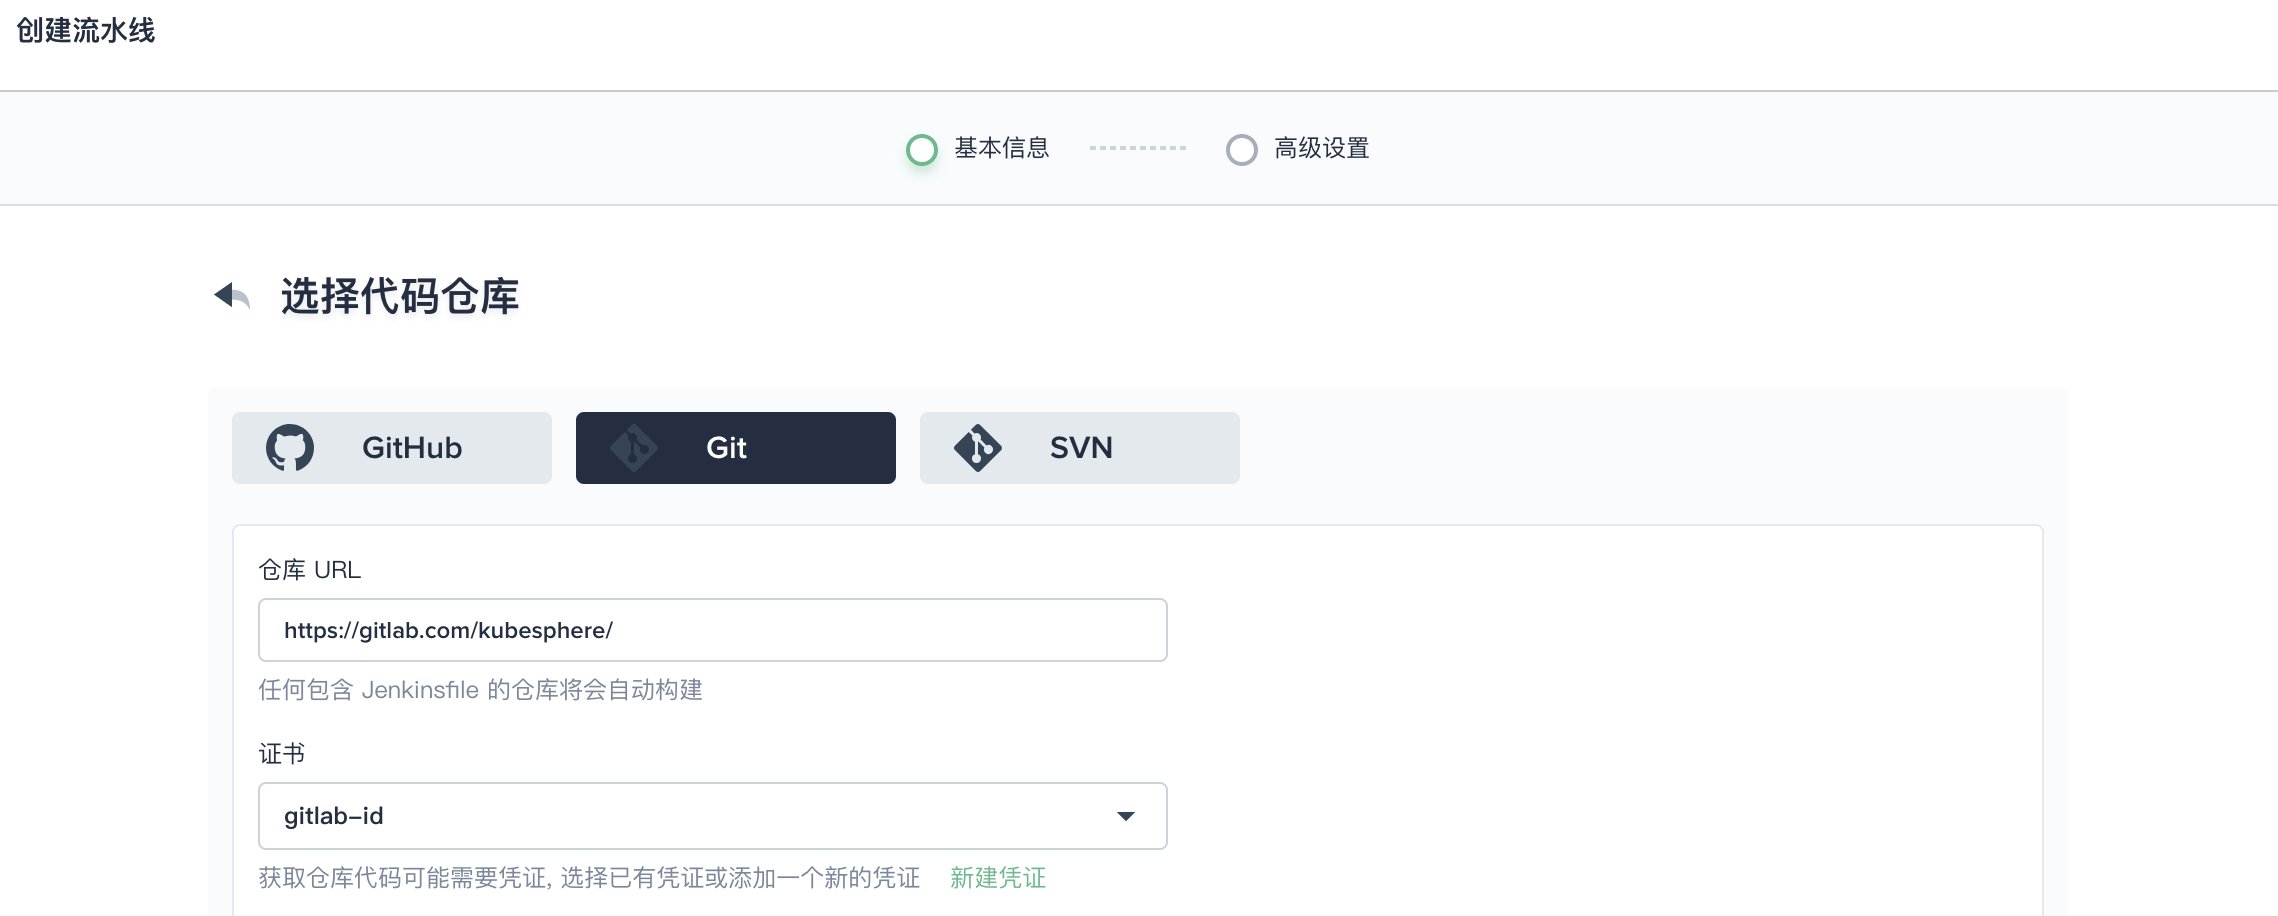 创建流水线
基本信息
高级设置
选择代码仓库
GitHub
Git
SVN
仓库 URL
https://gitlab.com/kubesphere/
任何包含 Jenkinsfile 的仓库将会自动构建
证书
gitlab-id
获取仓库代码可能需要凭证, 选择已有凭证或添加一个新的凭证 新建凭证